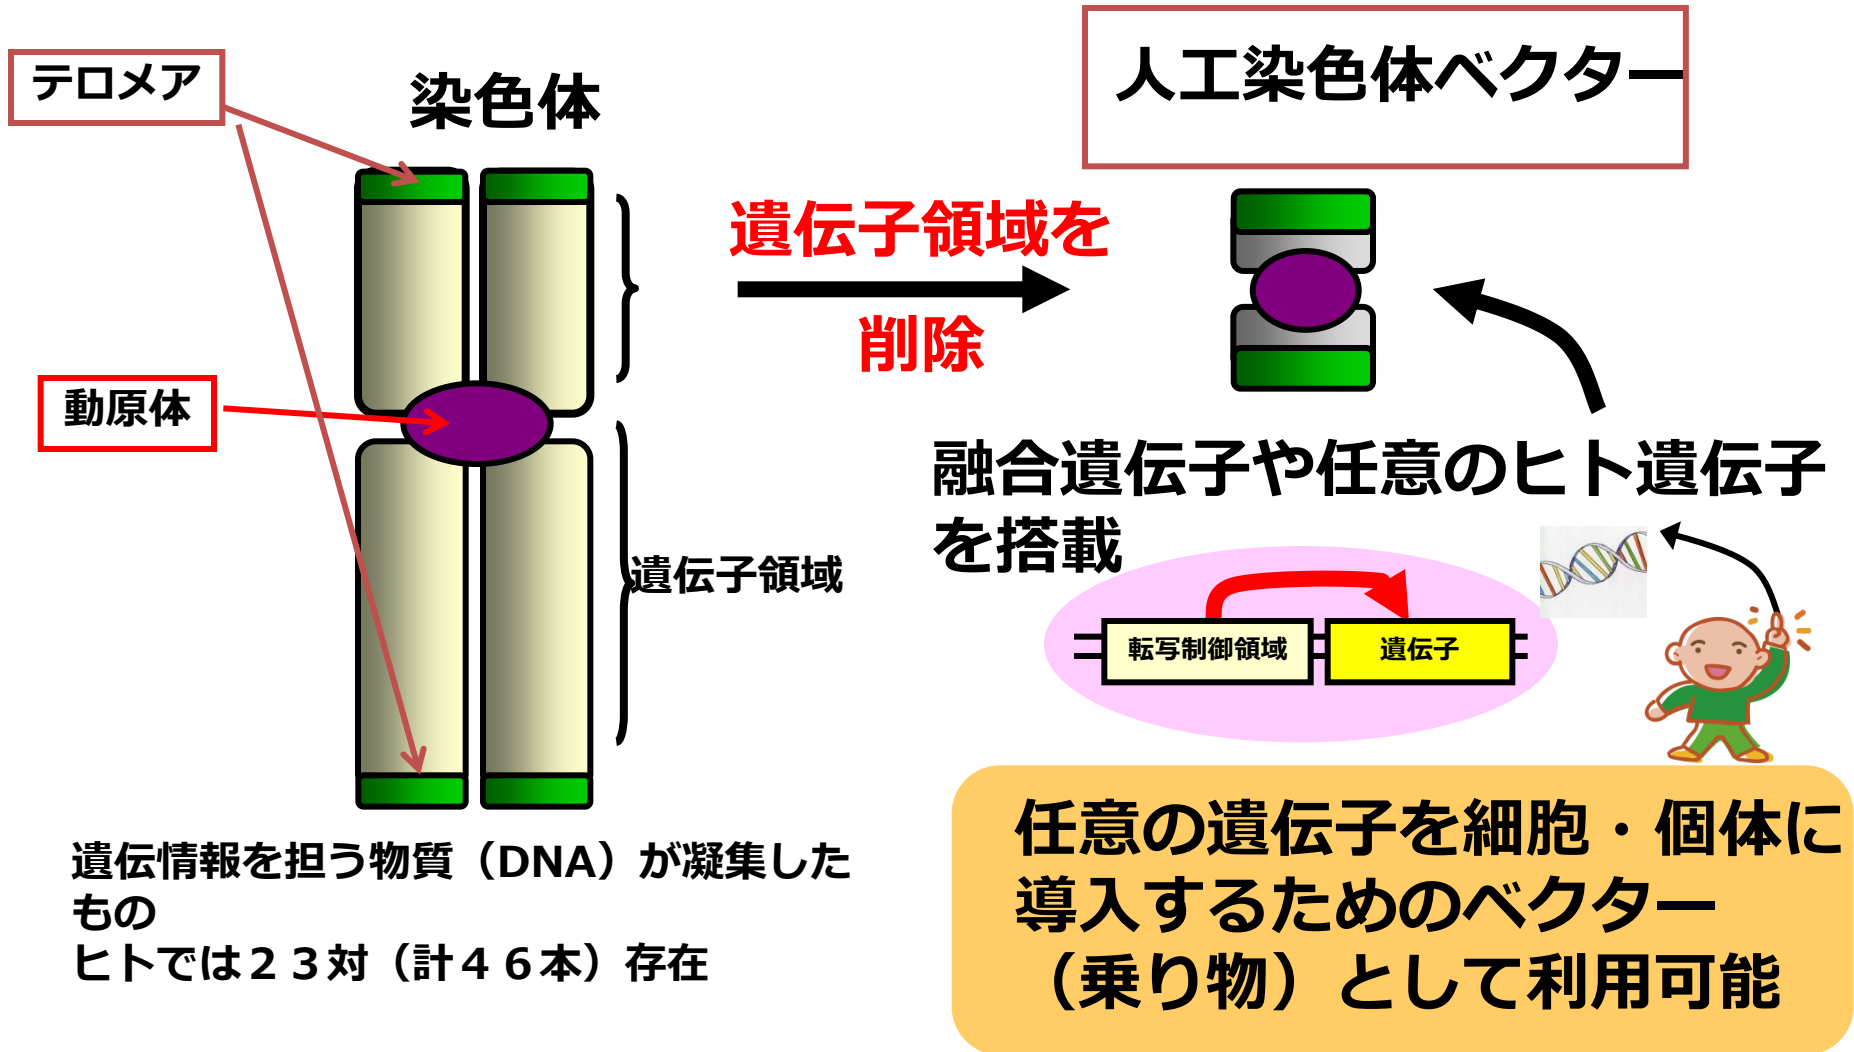 テロメア
染色体
人工染色体ベクター
遺伝子領域を
削除
動原体
融合遺伝子や任意のヒト遺伝子
を搭載
遺伝子領域
転写制御領域
遺伝子
任意の遺伝子を細胞・個体に
導入するためのベクター
（乗り物）として利用可能
遺伝情報を担う物質（DNA）が凝集した
もの
ヒトでは２３対（計４６本）存在